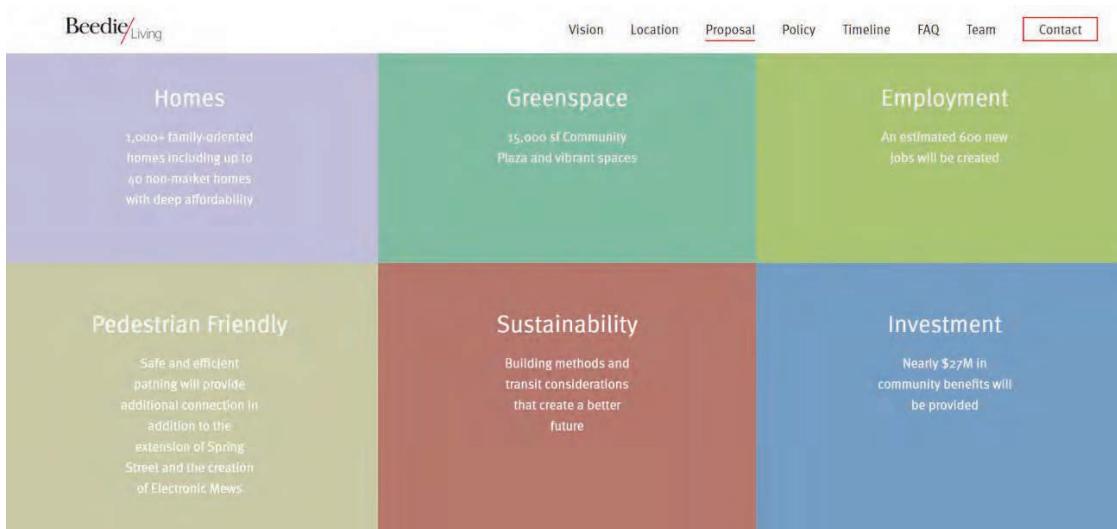 Beedie/Living
Vision Location Proposal Policy Timeline FAQ Team Contact
Homes
1,000+ family-oriented
homes including up to
40 non-market homes
with deep affordability
Greenspace
15,000 sf Community
Plaza and vibrant spaces
Employment
An estimated 600 new
jobs will be created
Pedestrian Friendly
Safe and efficient
pathing will provide
additional connection in
addition to the
extension of Spring
Street and the creation
of Electronic Mews
Sustainability
Building methods and
transit considerations
that create a better
future
Investment
Nearly $27M in
community benefits will
be provided